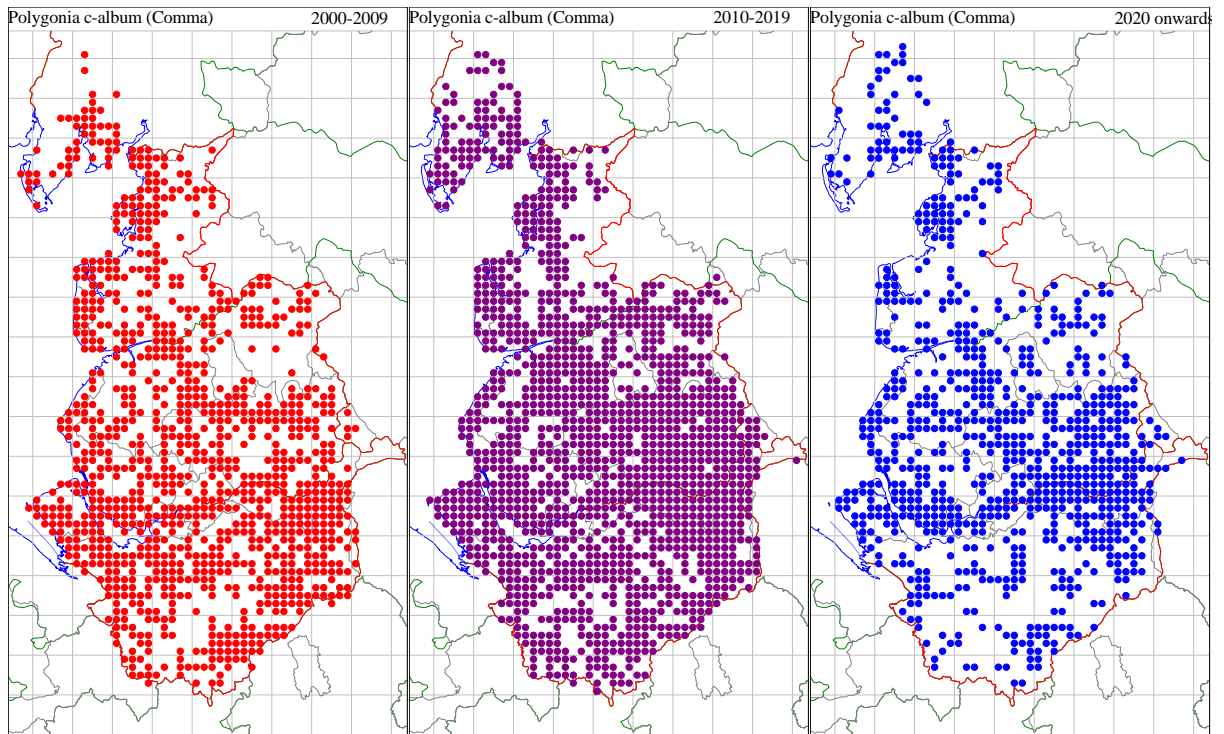 Polygonia c-album (Comma) 2000-2009
Polygonia c-album (Comma) 2010-2019
Polygonia c-album (Comma) 2020 onwards